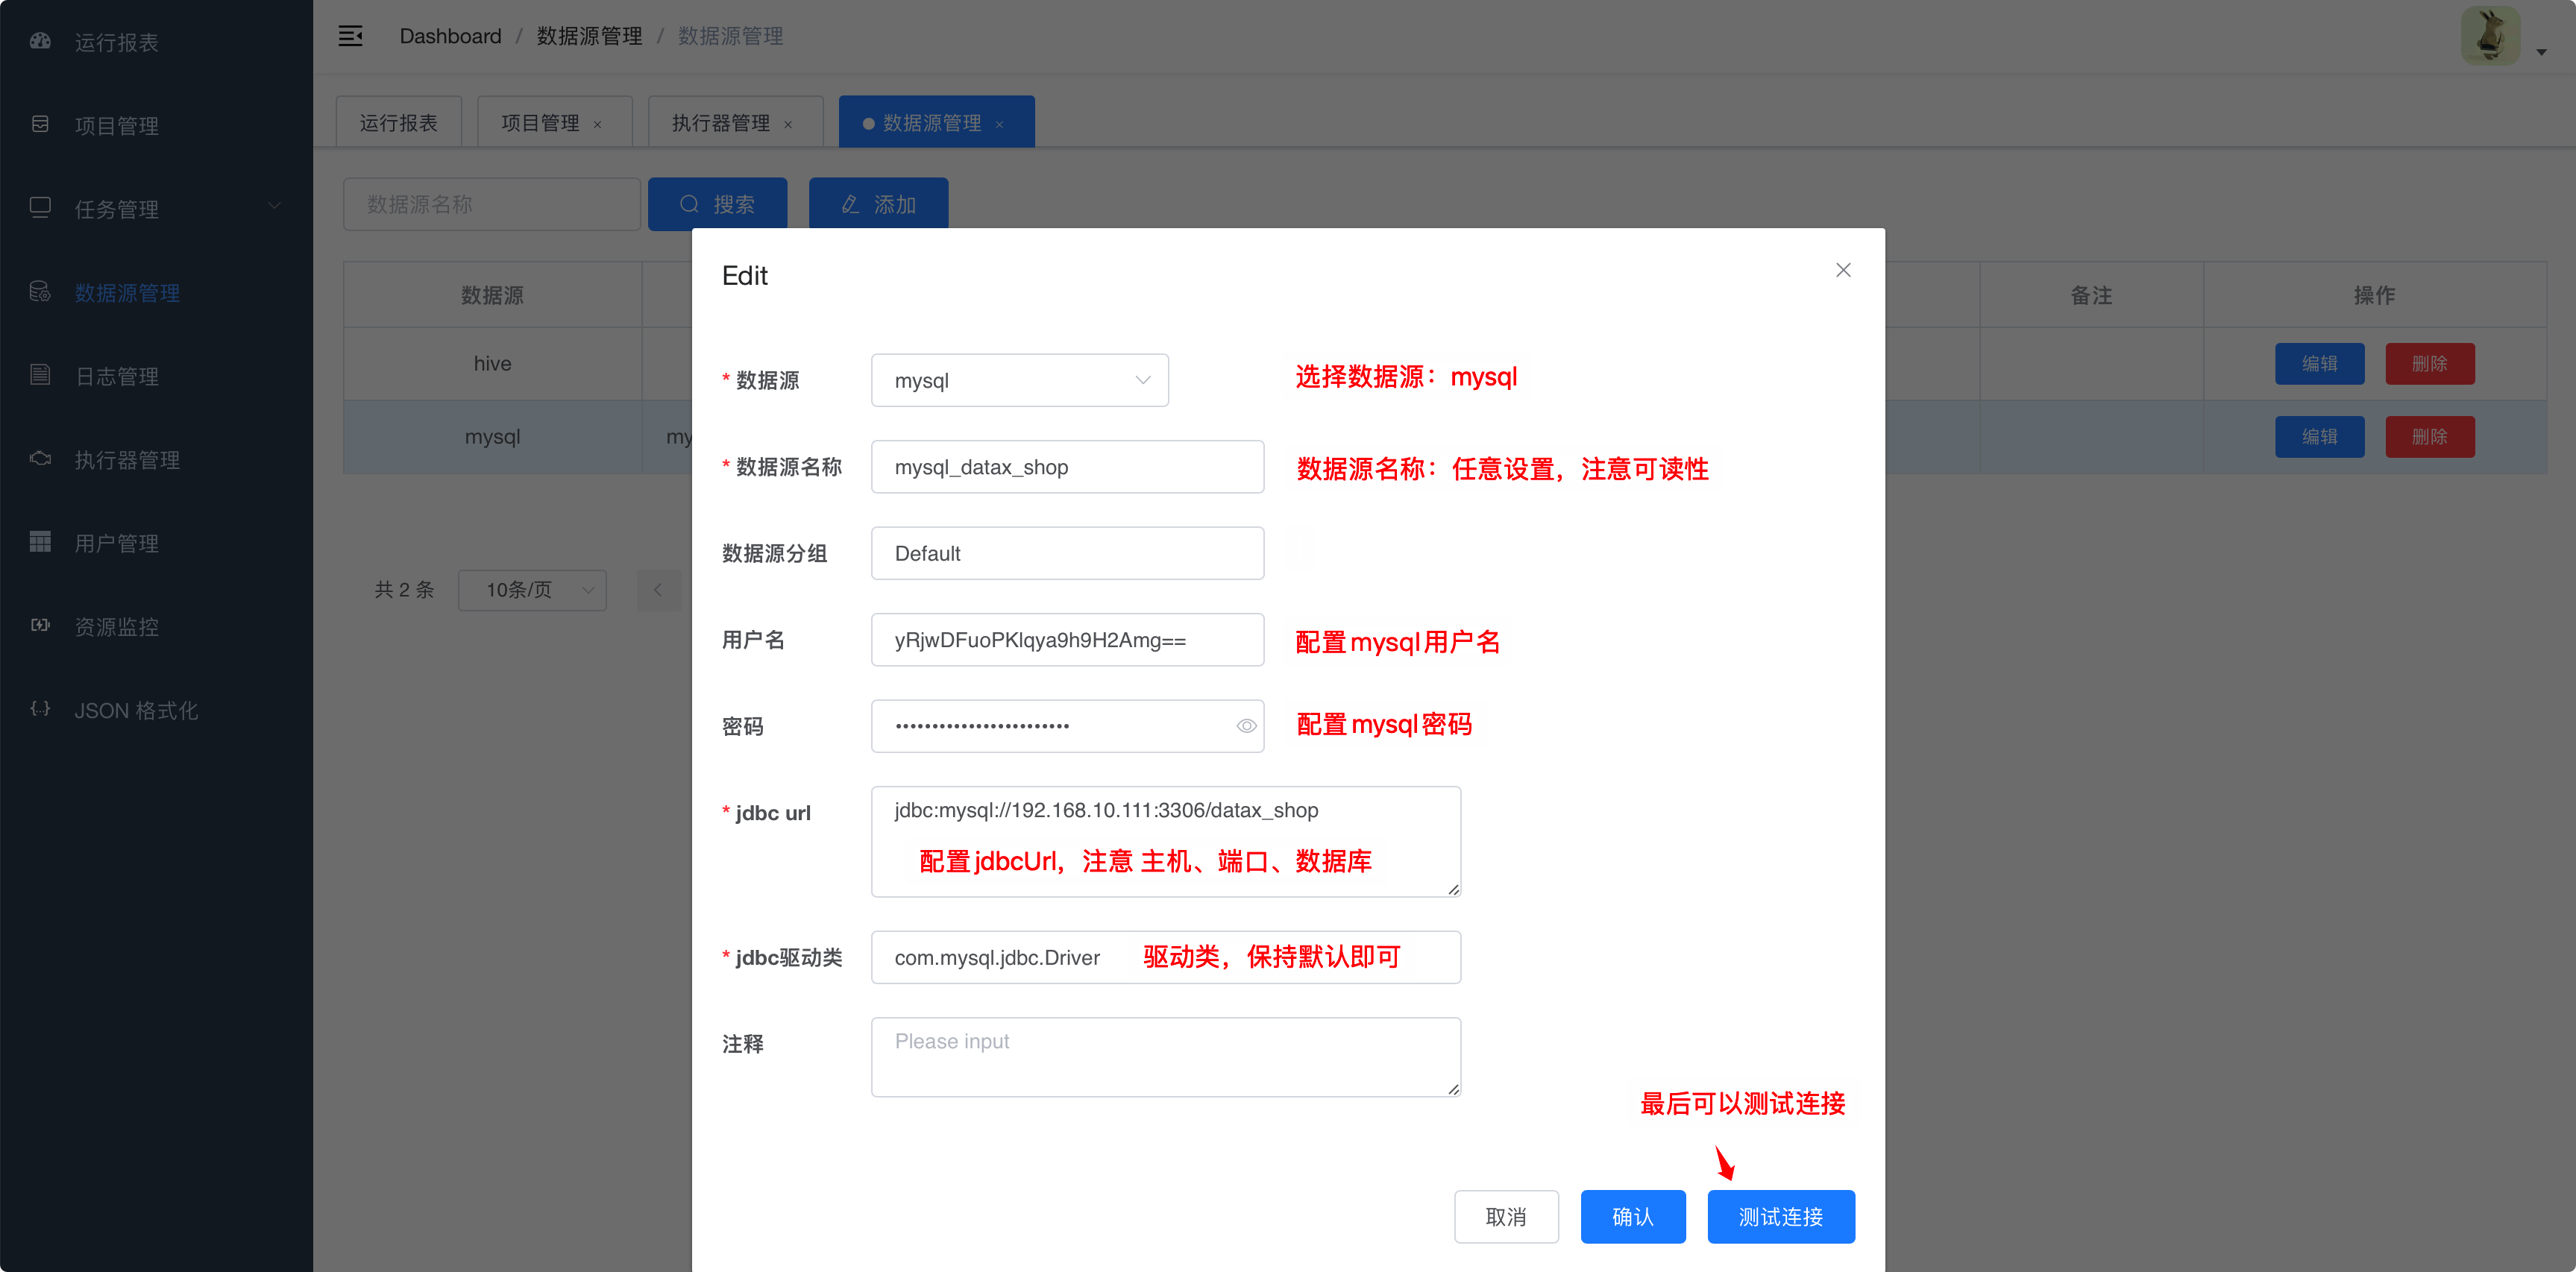 运行报表
项目管理
任务管理
数据源管理
日志管理
执行器管理
用户管理
资源监控
JSON 格式化
Dashboard / 数据源管理 / 数据源管理
运行报表 项目管理 × 执行器管理 × 数据源管理 ×
数据源名称 搜索 添加
数据源 备注 操作
hive 编辑 删除
mysql my 编辑 删除
共 2 条 10条/页
Edit
* 数据源 mysql 选择数据源：mysql
* 数据源名称 mysql_datax_shop 数据源名称：任意设置，注意可读性
数据源分组 Default
用户名 yRjwDFuoPKlqya9h9H2Amg== 配置mysql用户名
密码 •••••••••••••••••••••••• 配置mysql密码
* jdbc url jdbc:mysql://192.168.10.111:3306/datax_shop
配置jdbcUrl，注意 主机、端口、数据库
* jdbc驱动类 com.mysql.jdbc.Driver 驱动类，保持默认即可
注释 Please input
最后可以测试连接
取消 确认 测试连接